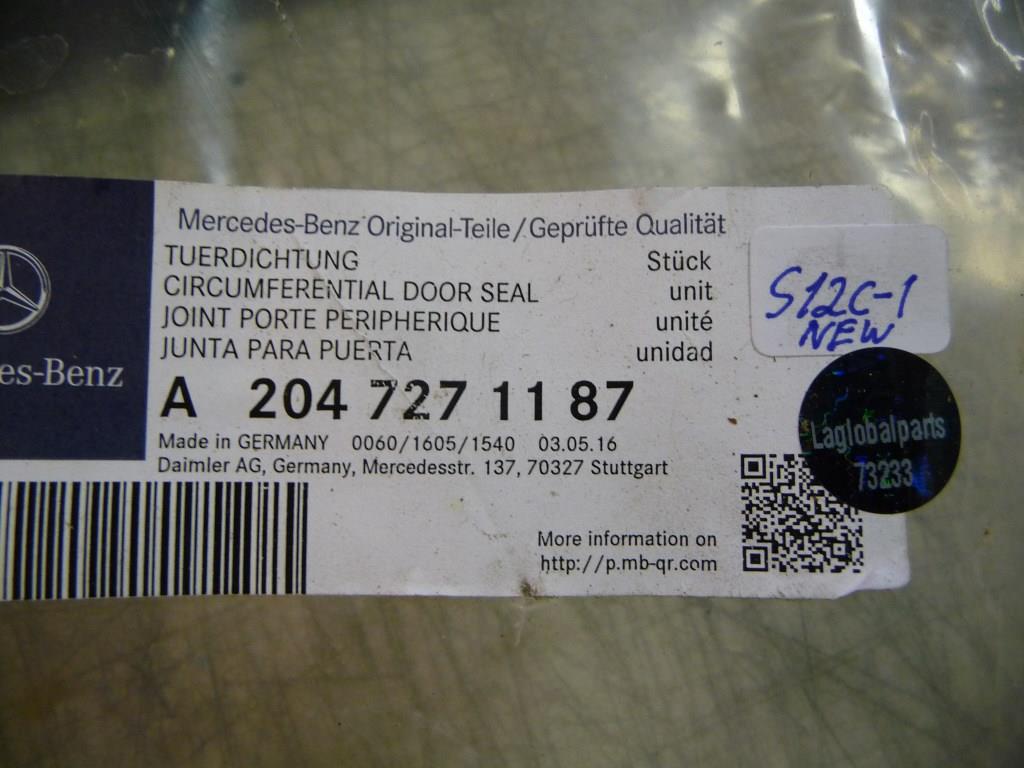 Mercedes-Benz Original-Teile/Geprüfte Qualität
TUERDICHTUNG Stück
CIRCUMFERENTIAL DOOR SEAL unit
JOINT PORTE PERIPHERIQUE unité
JUNTA PARA PUERTA unidad
A 204 727 11 87
Made in GERMANY 0060/1605/1540 03.05.16
Daimler AG, Germany, Mercedesstr. 137, 70327 Stuttgart
More information on
http://p.mb-qr.com
es-Benz
S12C-1
NEW
Laglobalparts
73233